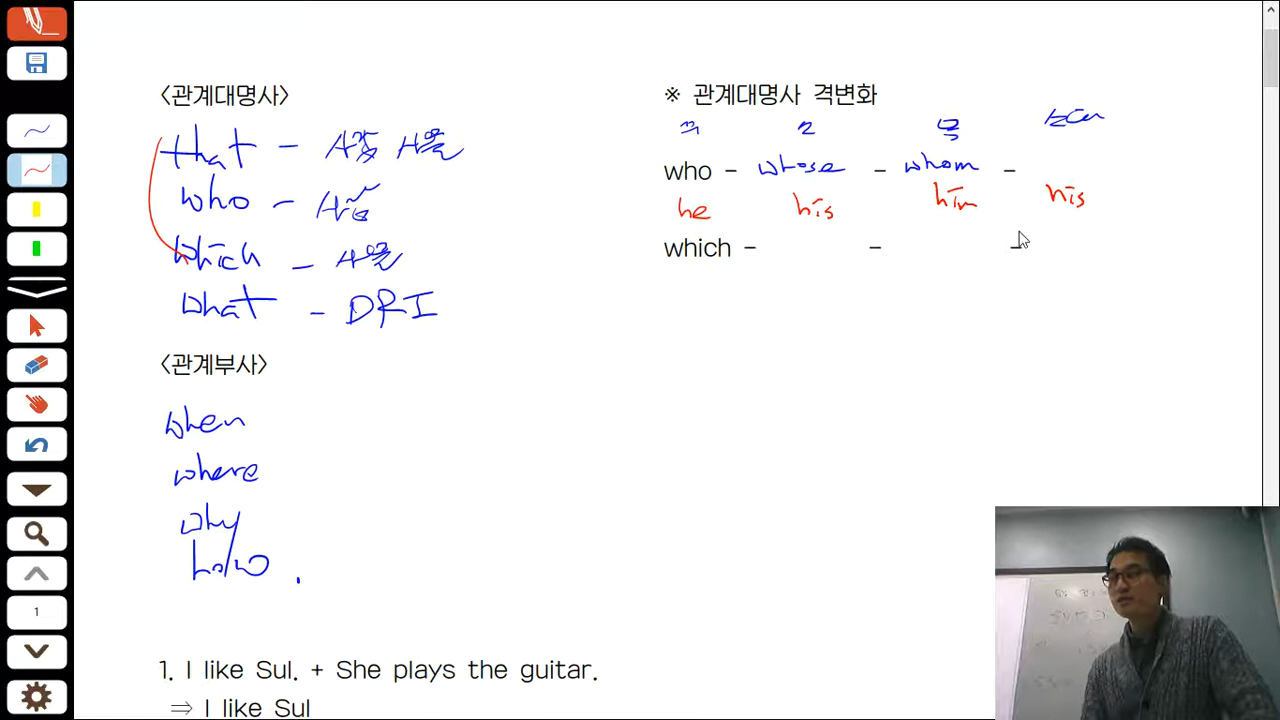 <관계대명사>
that - 사람 사물
who - 사람
which - 사물
what -
<관계부사>
when
where
why
how
※ 관계대명사 격변화
주 소 목
who - whose - whom -
he his him his
which - - -
1. I like Sul. + She plays the guitar.
⇒ I like Sul
1